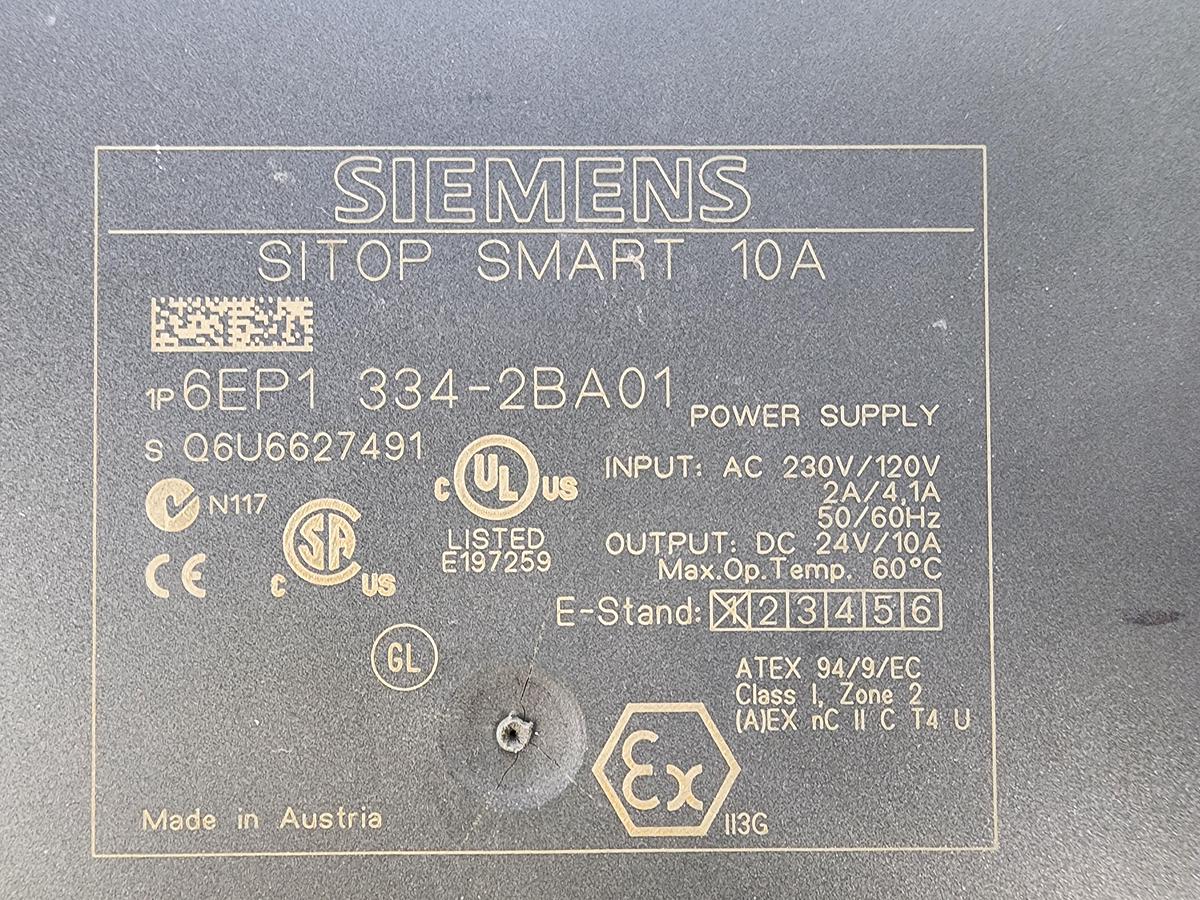 SIEMENS
SITOP SMART 10A
1P 6EP1 334-2BA01
S Q6U6627491
N117
CE
C SA US
C UL US
LISTED
E197259
POWER SUPPLY
INPUT: AC 230V/120V
2A/4,1A
50/60Hz
OUTPUT: DC 24V/10A
Max.Op.Temp. 60°C
E-Stand: 1 2 3 4 5 6
GL
ATEX 94/9/EC
Class I, Zone 2
(A)EX nC II C T4 U
Ex
II3G
Made in Austria